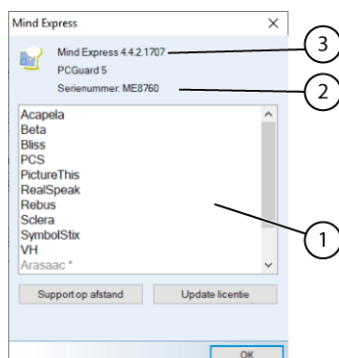 Mind Express
Mind Express 4.4.2.1707
PCGuard 5
Serienummer: ME8760
Acapela
Beta
Bliss
PCS
PictureThis
RealSpeak
Rebus
Sclera
SymbolStix
VH
Arasaac *
Support op afstand
Update licentie
OK
3
2
1